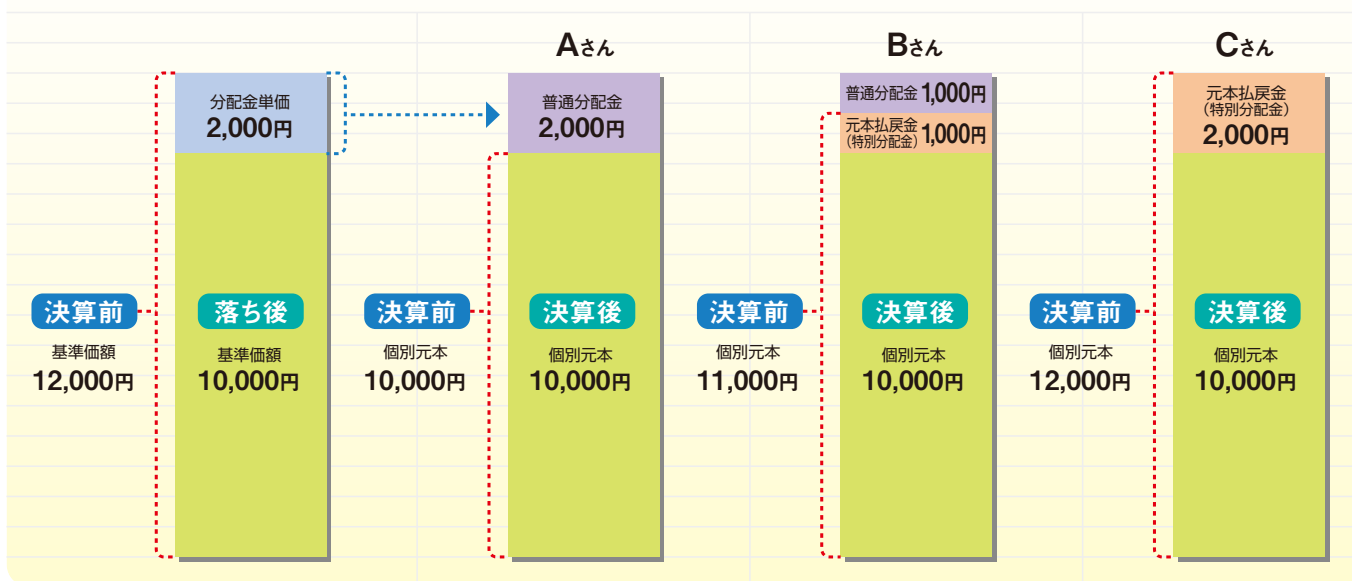 Aさん
Bさん
Cさん
分配金単価
2,000円
普通分配金
2,000円
普通分配金 1,000円
元本払戻金
(特別分配金) 1,000円
元本払戻金
(特別分配金)
2,000円
決算前
基準価額
12,000円
落ち後
基準価額
10,000円
決算前
個別元本
10,000円
決算後
個別元本
10,000円
決算前
個別元本
11,000円
決算後
個別元本
10,000円
決算前
個別元本
12,000円
決算後
個別元本
10,000円